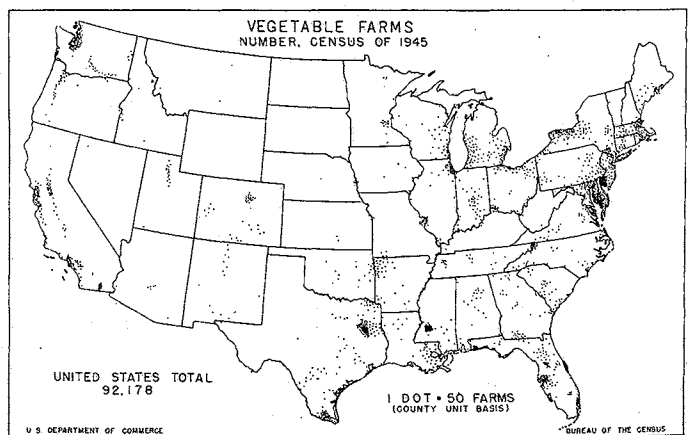 VEGETABLE FARMS
NUMBER, CENSUS OF 1945
UNITED STATES TOTAL
92,178
1 DOT • 50 FARMS
(COUNTY UNIT BASIS)
U S. DEPARTMENT OF COMMERCE
BUREAU OF THE CENSUS